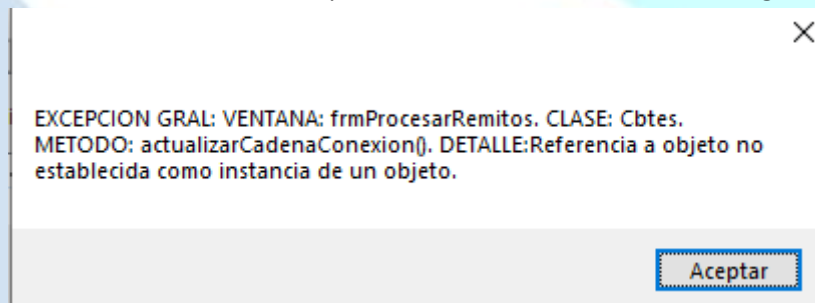 EXCEPCION GRAL: VENTANA: frmProcesarRemitos. CLASE: Cbtes.
METODO: actualizarCadenaConexion(). DETALLE:Referencia a objeto no
establecida como instancia de un objeto.
Aceptar